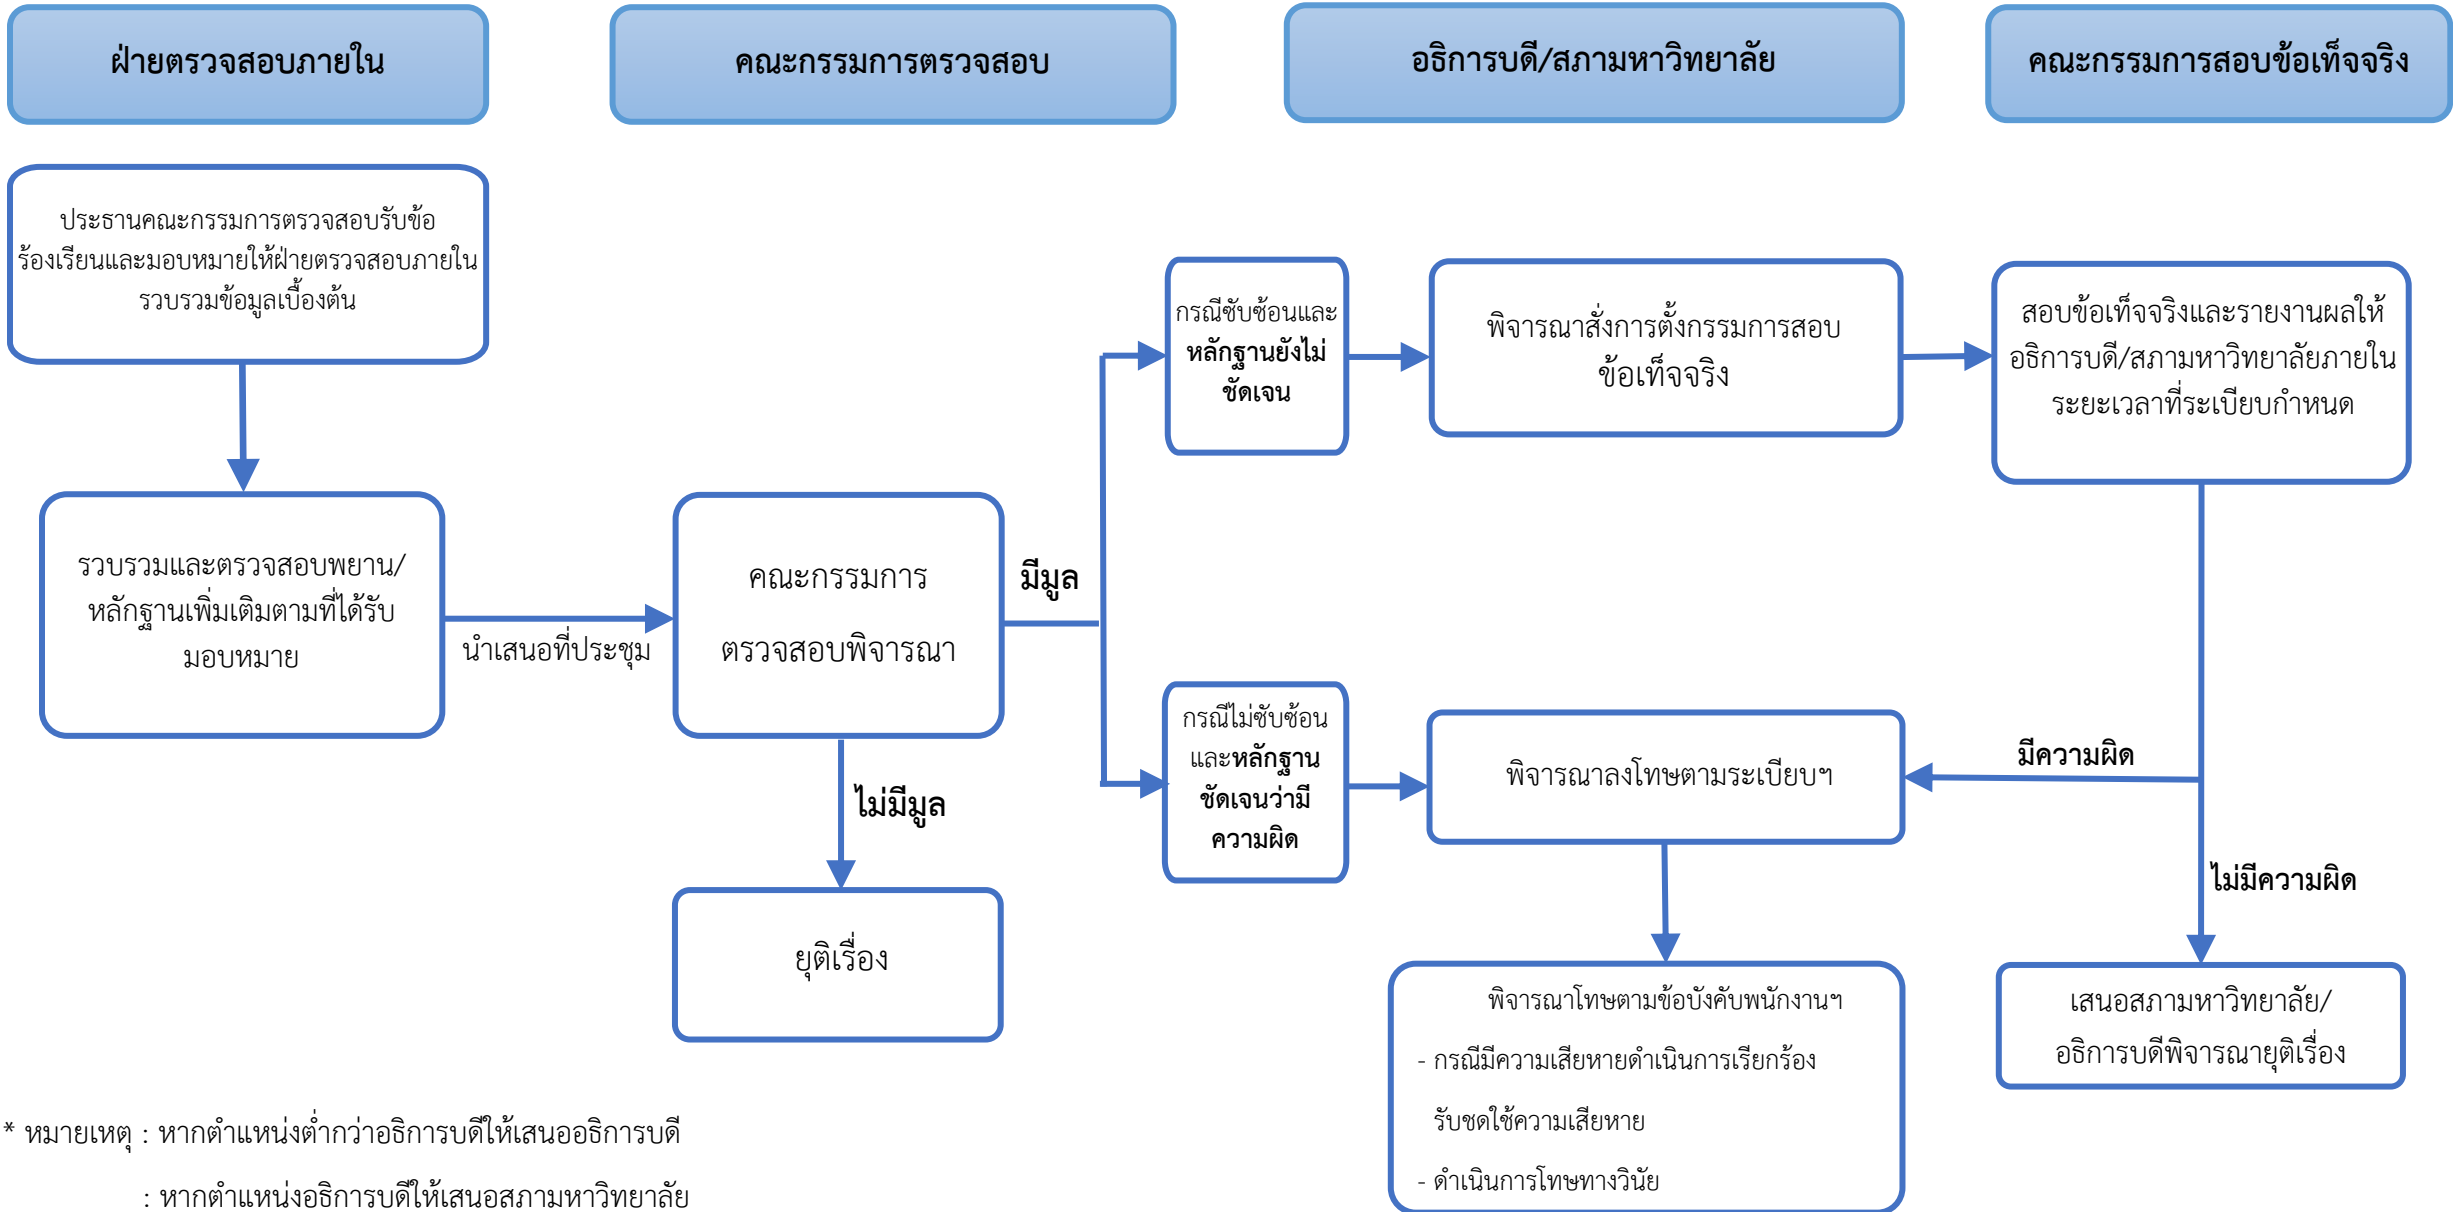 ฝ่ายตรวจสอบภายใน
คณะกรรมการตรวจสอบ
อธิการบดี/สภามหาวิทยาลัย
คณะกรรมการสอบข้อเท็จจริง
ประธานคณะกรรมการตรวจสอบรับข้อ
ร้องเรียนและมอบหมายให้ฝ่ายตรวจสอบภายใน
รวบรวมข้อมูลเบื้องต้น
รวบรวมและตรวจสอบพยาน/
หลักฐานเพิ่มเติมตามที่ได้รับ
มอบหมาย
นำเสนอที่ประชุม
คณะกรรมการ
ตรวจสอบพิจารณา
มีมูล
ไม่มีมูล
ยุติเรื่อง
กรณีซับซ้อนและ
หลักฐานยังไม่
ชัดเจน
พิจารณาสั่งการตั้งกรรมการสอบ
ข้อเท็จจริง
สอบข้อเท็จจริงและรายงานผลให้
อธิการบดี/สภามหาวิทยาลัยภายใน
ระยะเวลาที่ระเบียบกำหนด
กรณีไม่ซับซ้อน
และหลักฐาน
ชัดเจนว่ามี
ความผิด
พิจารณาลงโทษตามระเบียบฯ
มีความผิด
ไม่มีความผิด
พิจารณาโทษตามข้อบังคับพนักงานฯ
- กรณีมีความเสียหายดำเนินการเรียกร้อง
รับชดใช้ความเสียหาย
- ดำเนินการโทษทางวินัย
เสนอสภามหาวิทยาลัย/
อธิการบดีพิจารณายุติเรื่อง
* หมายเหตุ : หากตำแหน่งต่ำกว่าอธิการบดีให้เสนออธิการบดี
: หากตำแหน่งอธิการบดีให้เสนอสภามหาวิทยาลัย